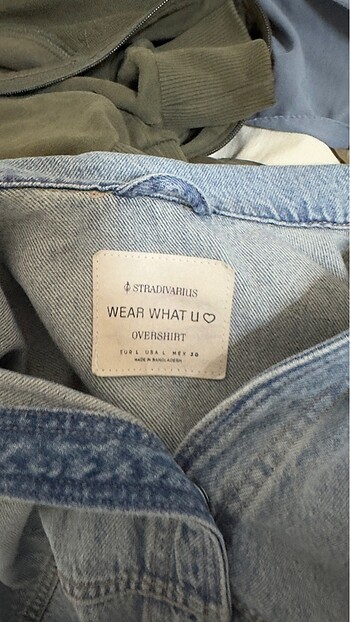 STRADIVARIUS
WEAR WHAT U ♡
OVERSHIRT
EUR L USA L MEX 30
MADE IN BANGLADESH